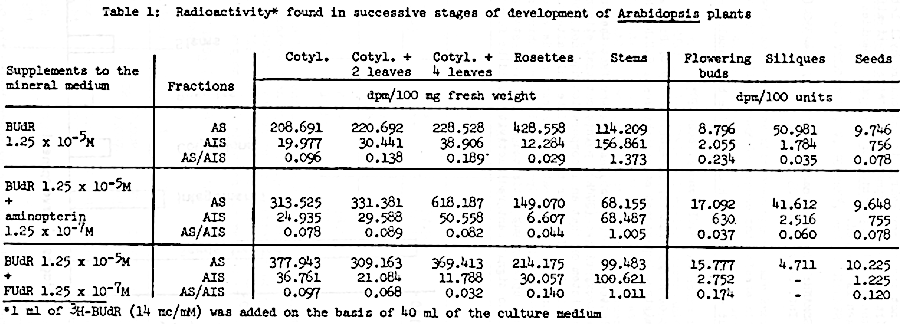 Table 1: Radioactivity* found in successive stages of development of Arabidopsis plants
Supplements to the mineral medium Fractions Cotyl. Cotyl. + 2 leaves Cotyl. + 4 leaves Rosettes Stems Flowering buds Siliques Seeds
dpm/100 mg fresh weight dpm/100 units
BUdR AS 208.691 220.692 228.528 428.558 114.209 8.796 50.981 9.746
1.25 x 10-5M AIS 19.977 30.441 38.906 12.284 156.861 2.055 1.784 756
AS/AIS 0.096 0.138 0.189 0.029 1.373 0.234 0.035 0.078
BUdR 1.25 x 10-5M
+ AS 313.525 331.381 618.187 149.070 68.155 17.092 41.612 9.648
aminopterin AIS 24.935 29.588 50.558 6.607 68.487 630 2.516 755
1.25 x 10-7M AS/AIS 0.078 0.089 0.082 0.044 1.005 0.037 0.060 0.078
BUdR 1.25 x 10-5M AS 377.943 309.163 369.413 214.175 99.483 15.777 4.711 10.225
+ AIS 36.761 21.084 11.788 30.057 100.621 2.752 - 1.225
FUdR 1.25 x 10-7M AS/AIS 0.097 0.068 0.032 0.140 1.011 0.174 - 0.120
*1 ml of 3H-BUdR (14 mc/mM) was added on the basis of 40 ml of the culture medium